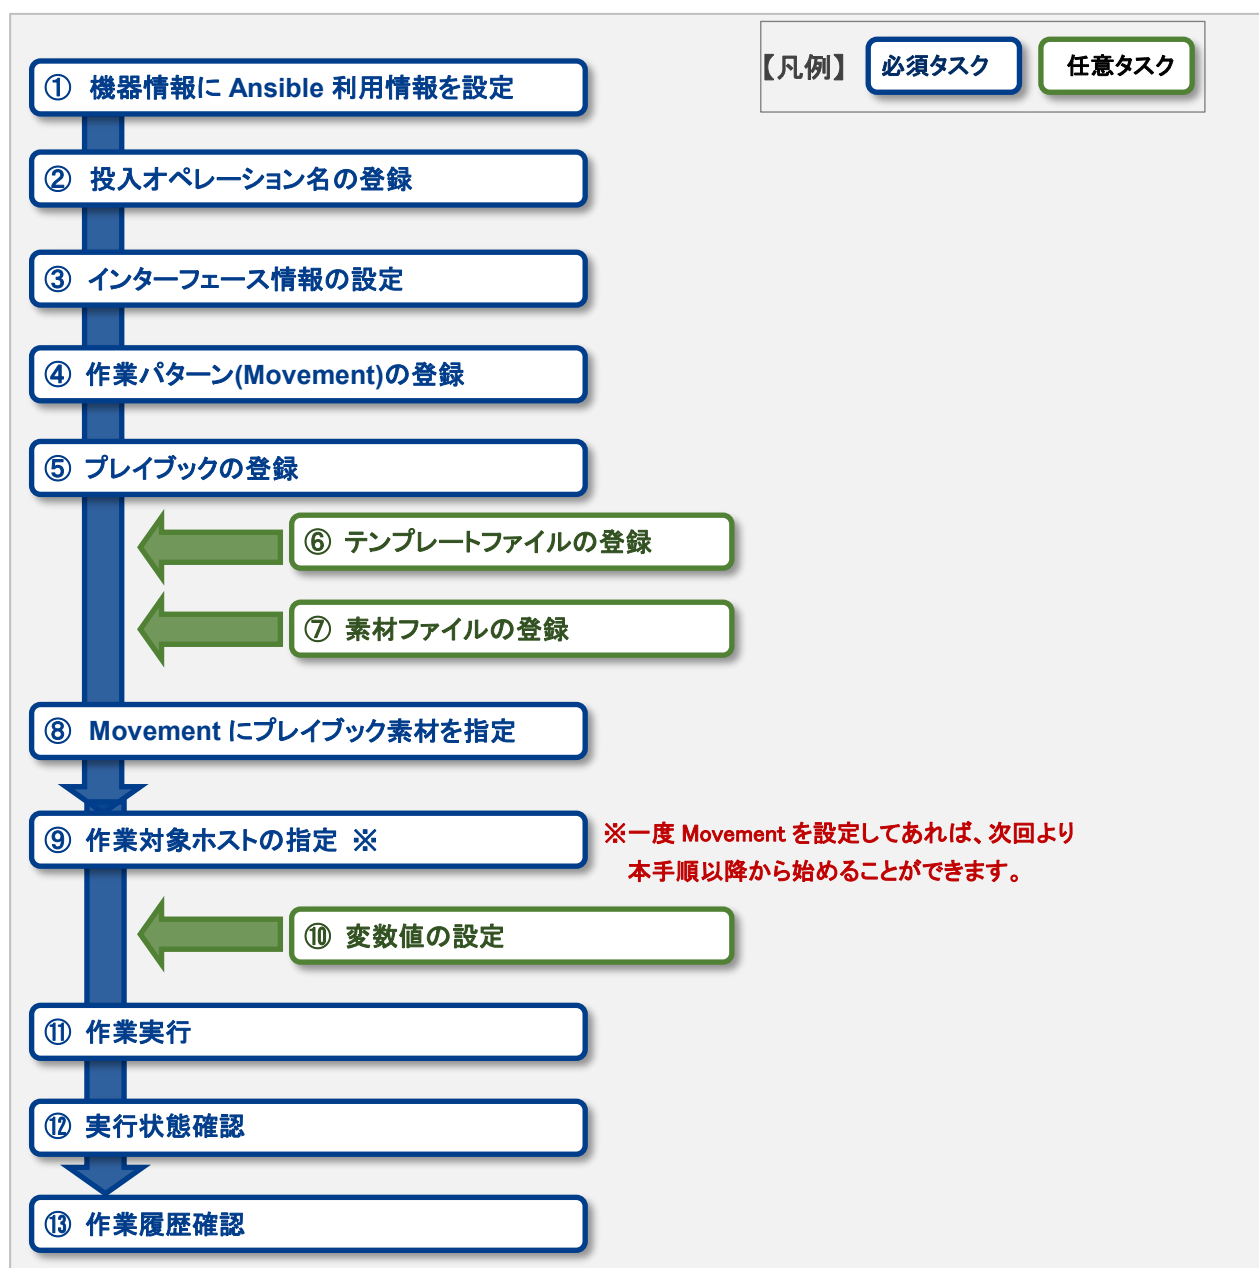 【凡例】 必須タスク 任意タスク
① 機器情報に Ansible 利用情報を設定
② 投入オペレーション名の登録
③ インターフェース情報の設定
④ 作業パターン(Movement)の登録
⑤ プレイブックの登録
⑥ テンプレートファイルの登録
⑦ 素材ファイルの登録
⑧ Movement にプレイブック素材を指定
⑨ 作業対象ホストの指定 ※
※一度 Movement を設定してあれば、次回より
本手順以降から始めることができます。
⑩ 変数値の設定
⑪ 作業実行
⑫ 実行状態確認
⑬ 作業履歴確認